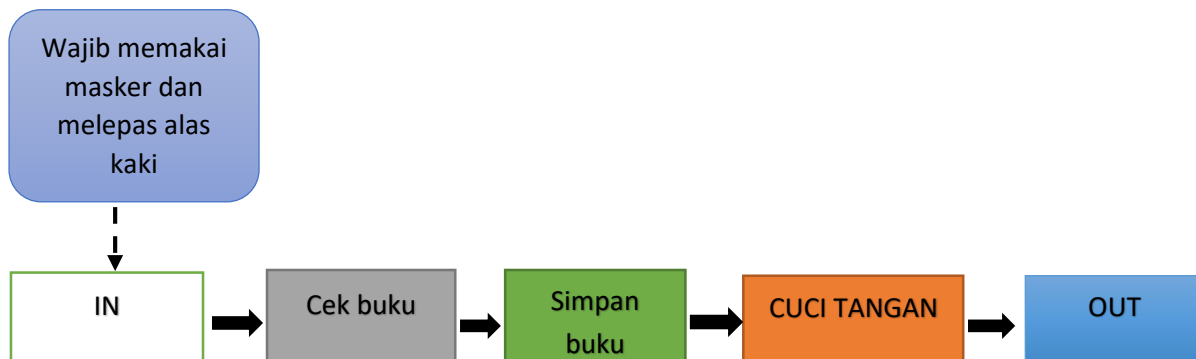 Wajib memakai
masker dan
melepas alas
kaki
IN
Cek buku
Simpan
buku
CUCI TANGAN
OUT